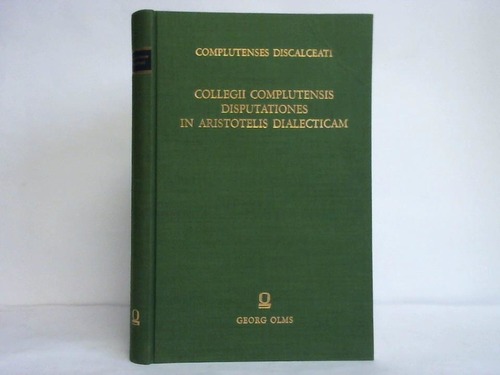 COMPLUTENSES DISCALCEATI
COLLEGII COMPLUTENSIS
DISPUTATIONES
IN ARISTOTELIS DIALECTICAM
GEORG OLMS